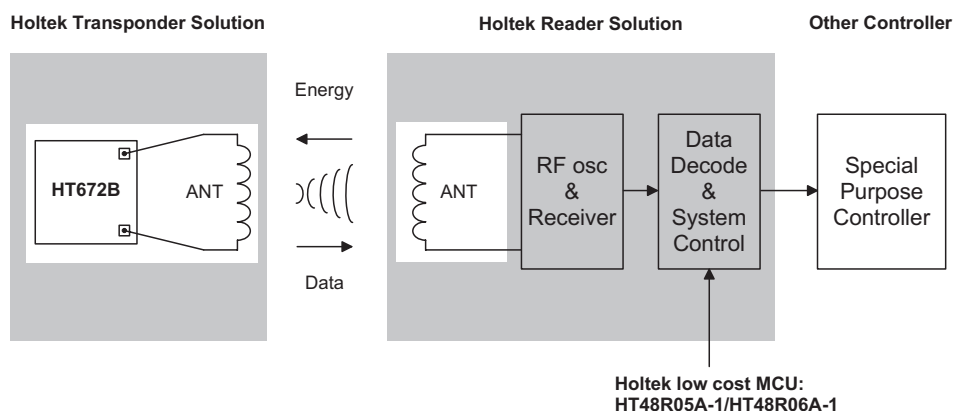 Holtek Transponder Solution
Holtek Reader Solution
Other Controller
HT672B
ANT
Energy
Data
ANT
RF osc
&
Receiver
Data
Decode
&
System
Control
Special
Purpose
Controller
Holtek low cost MCU:
HT48R05A-1/HT48R06A-1